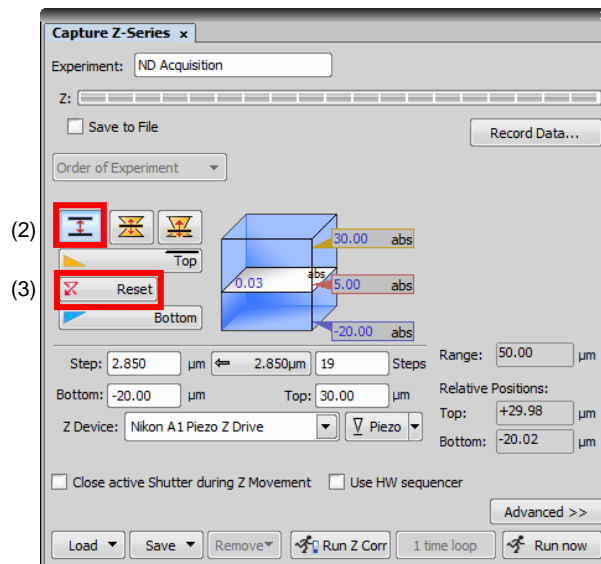 Capture Z-Series x
Experiment: ND Acquisition
Z:
Save to File
Record Data...
Order of Experiment
(2)
30.00 abs
Top
abs
(3)
Reset
0.03
5.00 abs
Bottom
-20.00 abs
Step: 2.850 µm 2.850µm 19 Steps
Range: 50.00 µm
Bottom: -20.00 µm Top: 30.00 µm
Relative Positions:
Top: +29.98 µm
Z Device: Nikon A1 Piezo Z Drive Piezo
Bottom: -20.02 µm
Close active Shutter during Z Movement Use HW sequencer
Advanced >>
Load Save Remove Run Z Corr 1 time loop Run now